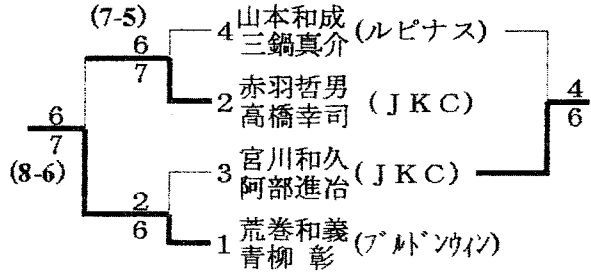 (7-5)
6
7
4 山本和成
三鍋真介 (ルピナス)
2 赤羽哲男
高橋幸司 (JKC)
6
7
(8-6)
4
6
3 宮川和久
阿部進冶 (JKC)
2
6
1 荒巻和義
青柳 彰 (ブルドンウィン)